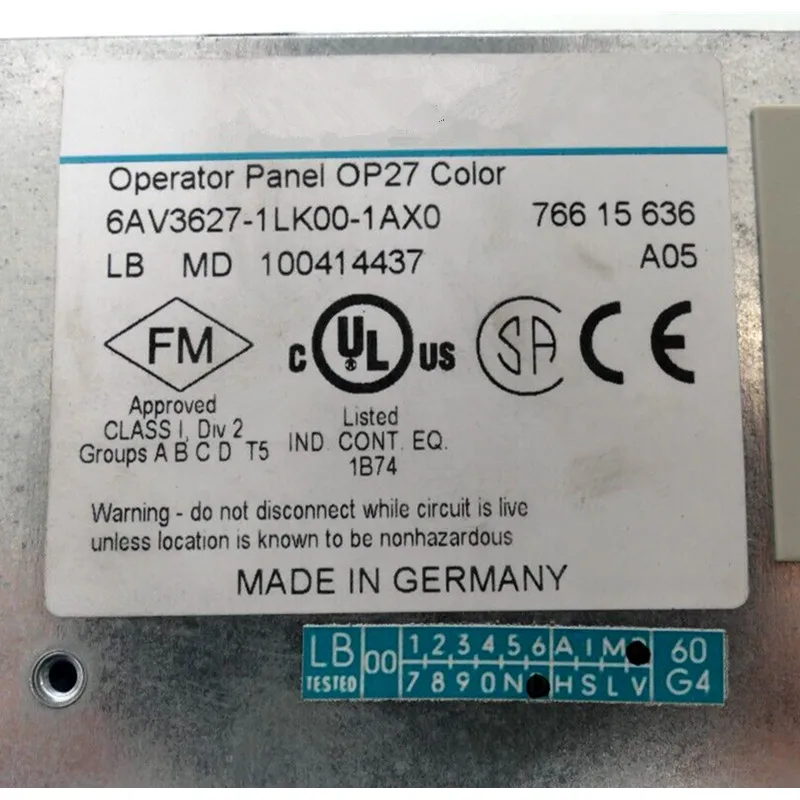 Operator Panel OP27 Color
6AV3627-1LK00-1AX0 766 15 636
LB MD 100414437 A05
FM
C UL US
SA
CE
Approved
CLASS I, Div 2
Groups A B C D T5
Listed
IND. CONT. EQ.
1B74
Warning - do not disconnect while circuit is live
unless location is known to be nonhazardous
MADE IN GERMANY
LB 00 1 2 3 4 5 6 A I M 60
TESTED 7 8 9 0 N H S L V G4